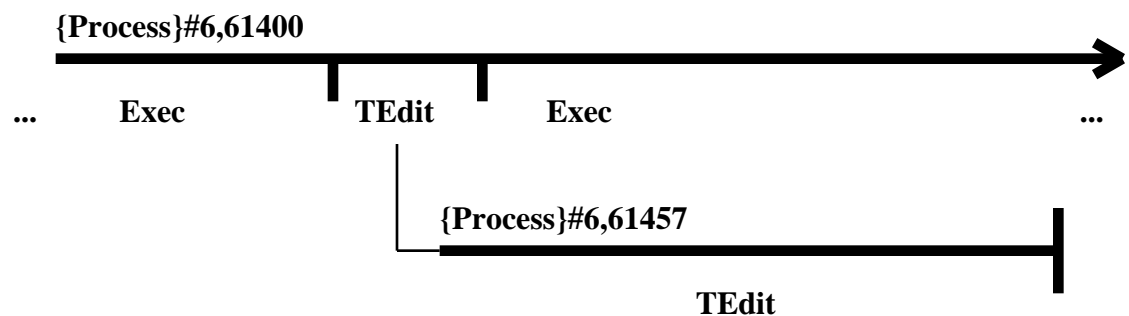 {Process}#6,61400
... Exec TEdit Exec ...
{Process}#6,61457
TEdit